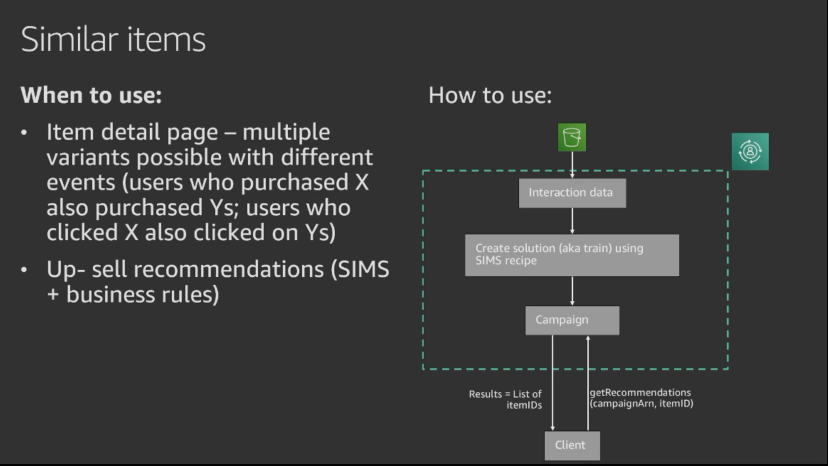 Similar items
When to use:
• Item detail page – multiple
variants possible with different
events (users who purchased X
also purchased Ys; users who
clicked X also clicked on Ys)
• Up- sell recommendations (SIMS
+ business rules)
How to use:
Interaction data
Create solution (aka train) using
SIMS recipe
Campaign
Results = List of
itemIDs
getRecommendations
(campaignArn, itemID)
Client